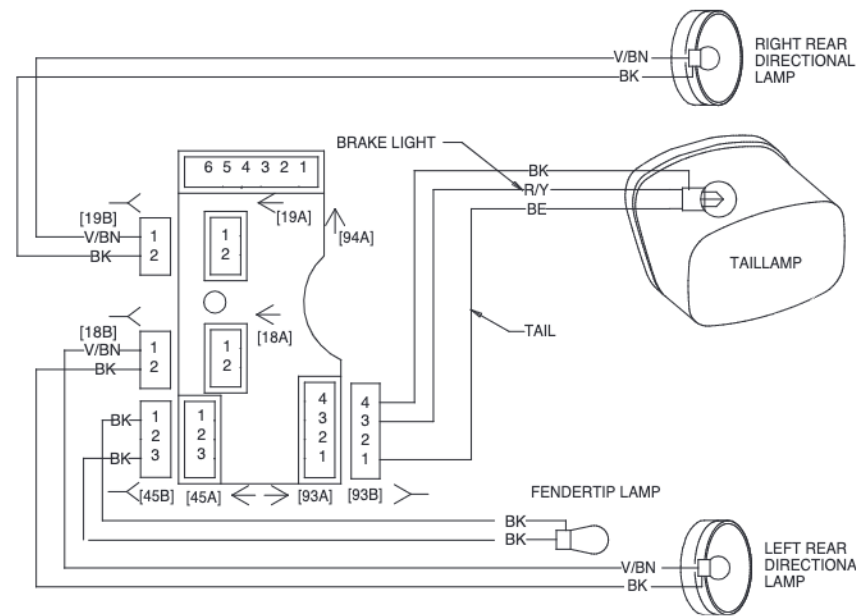 V/BN
BK
RIGHT REAR
DIRECTIONAL
LAMP
BRAKE LIGHT
BK
R/Y
BE
TAILLAMP
TAIL
6 5 4 3 2 1
[19A]
[94A]
[19B]
V/BN
BK
1
2
1
2
[18A]
[18B]
V/BN
BK
1
2
1
2
BK
BK
1
2
3
1
2
3
4
3
2
1
4
3
2
1
[45B]
[45A]
[93A]
[93B]
FENDERTIP LAMP
BK
BK
V/BN
BK
LEFT REAR
DIRECTIONA
LAMP